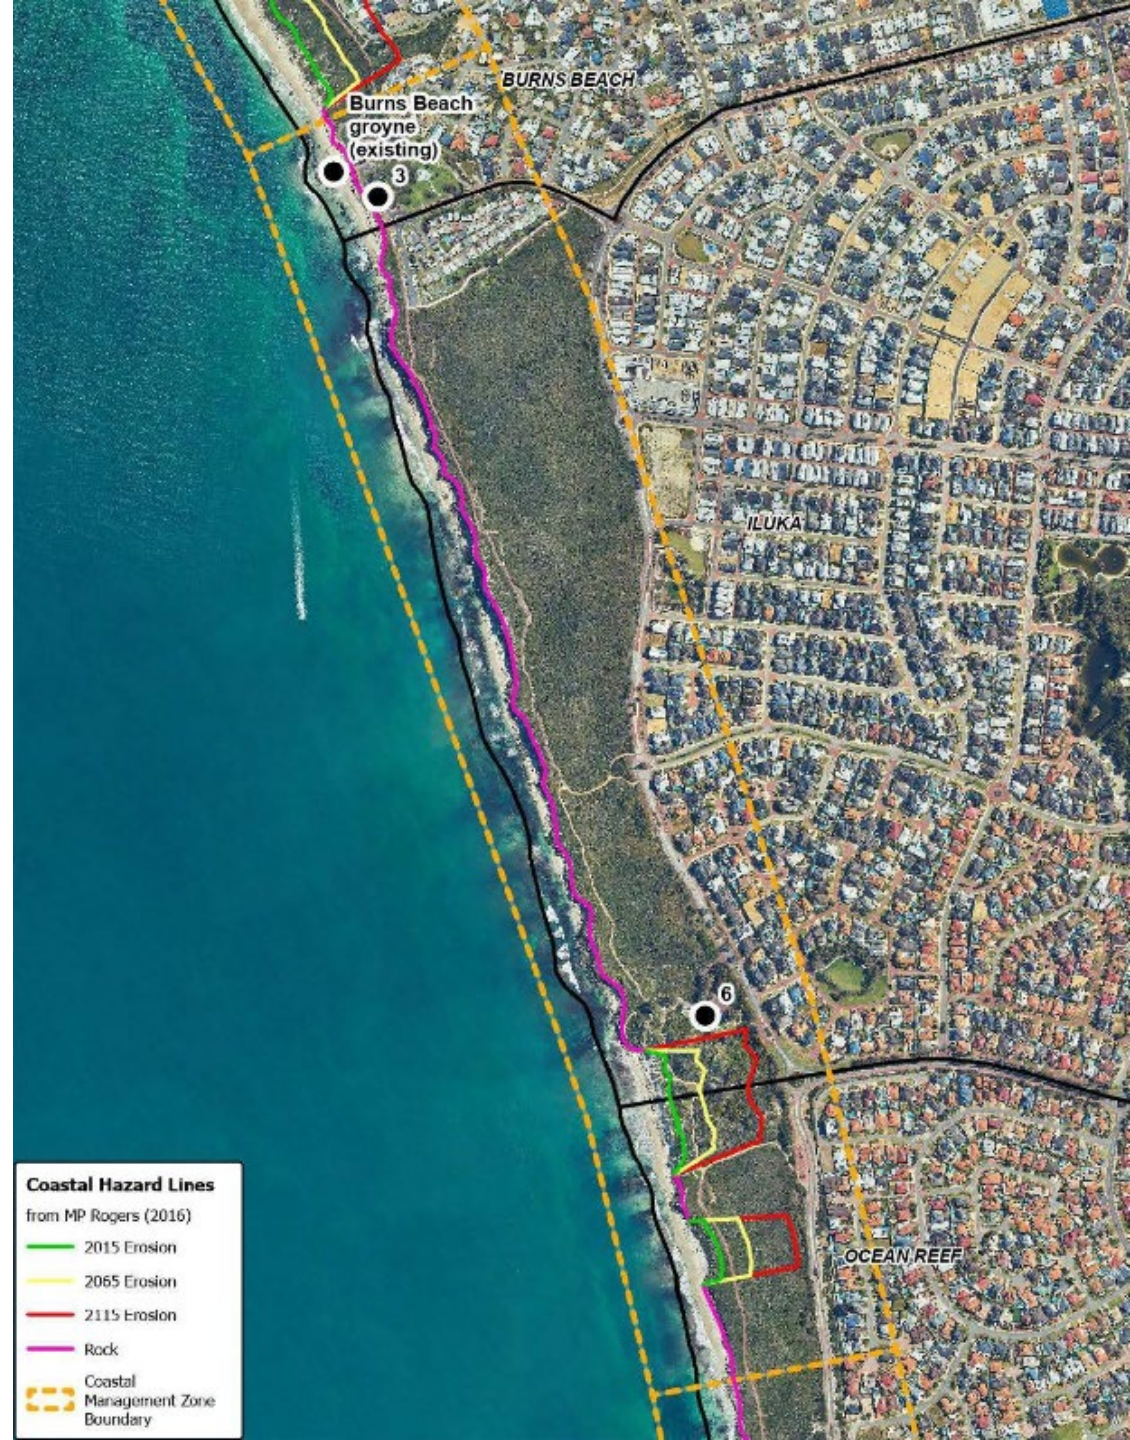 BURNS BEACH
Burns Beach
groyne
(existing)
3
ILUKA
6
OCEAN REEF
Coastal Hazard Lines
from MP Rogers (2016)
2015 Erosion
2065 Erosion
2115 Erosion
Rock
Coastal
Management Zone
Boundary